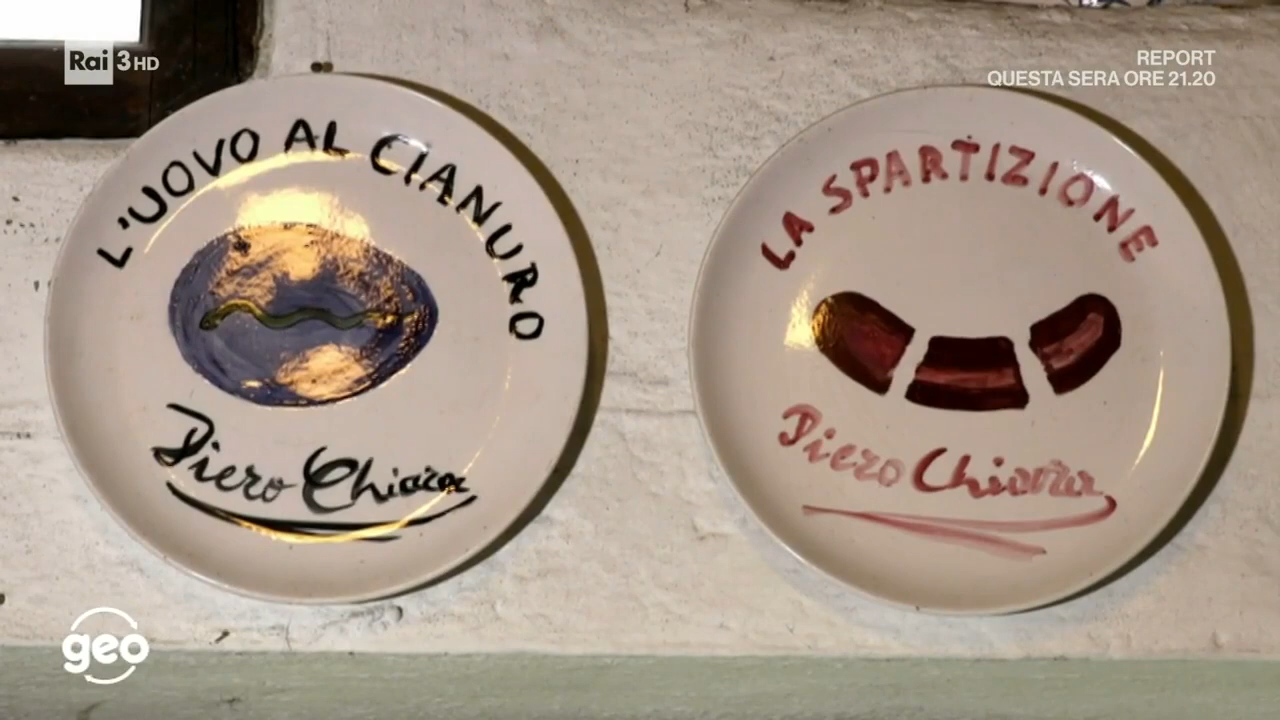 Rai 3HD
REPORT
QUESTA SERA ORE 21.20
L'UOVO AL CIANURO
Piero Chiara
LA SPARTIZIONE
Piero Chiara
geo